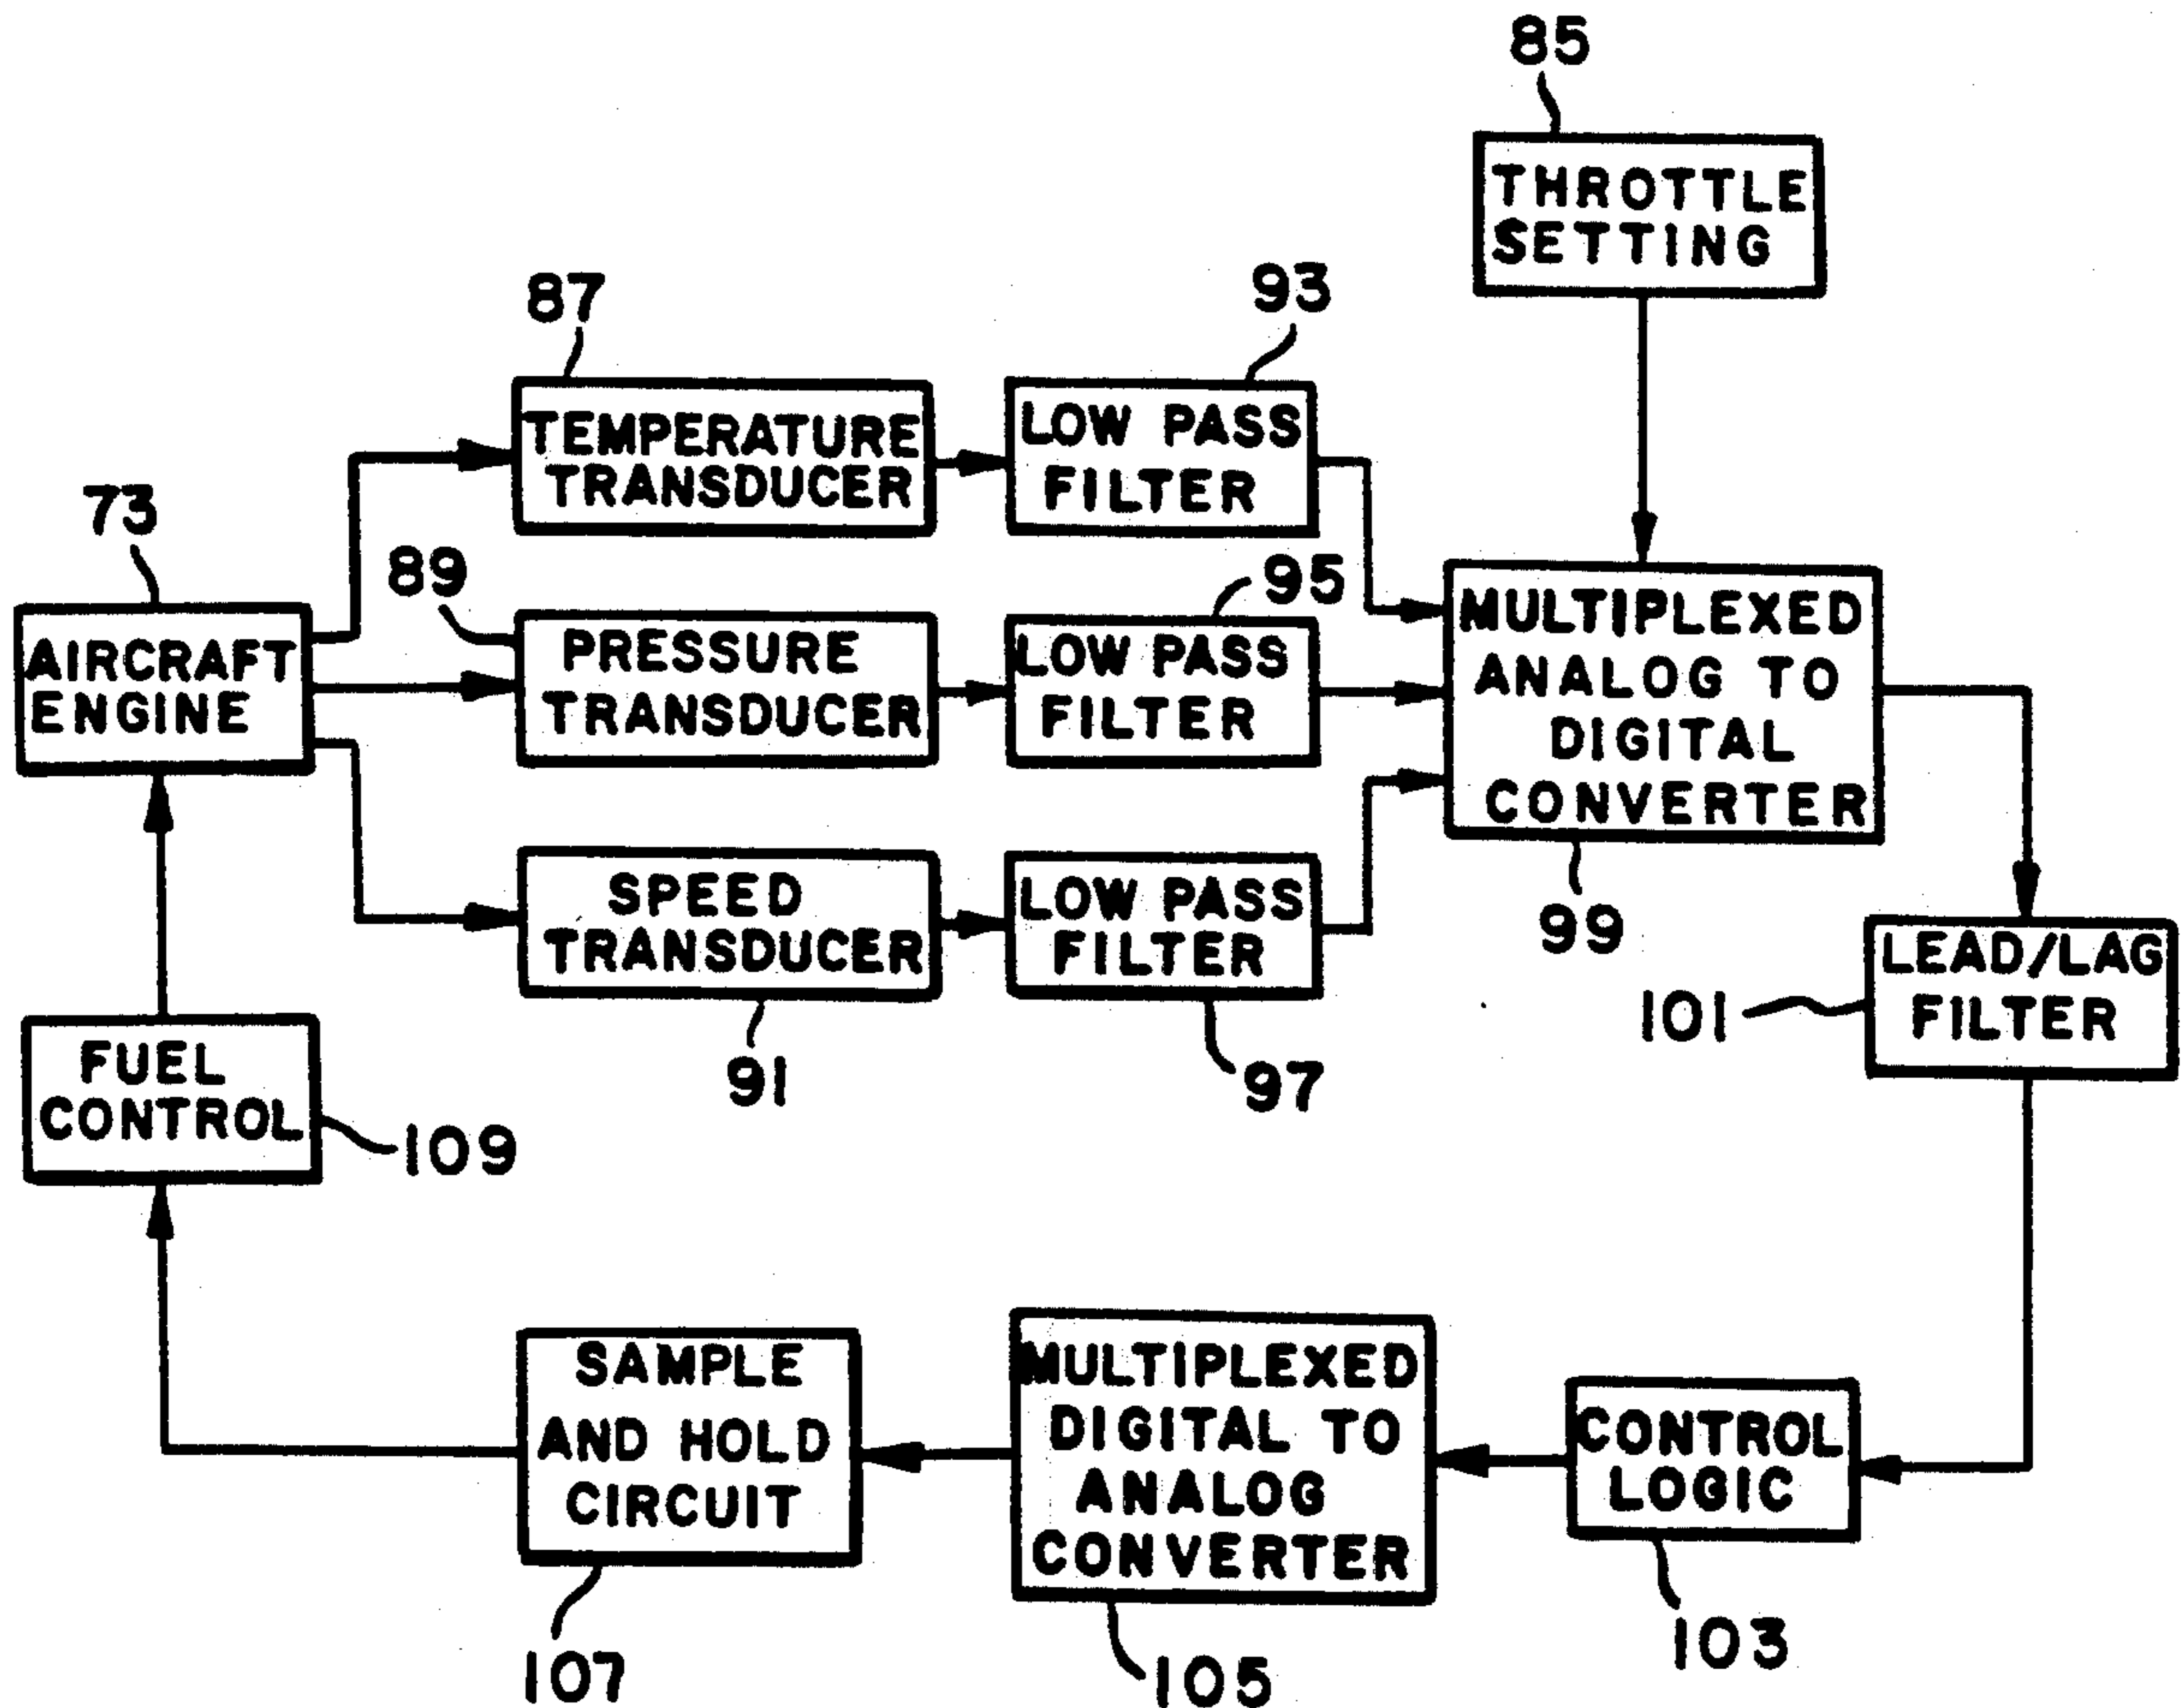 85
THROTTLE
SETTING
87
TEMPERATURE
TRANSDUCER
93
LOW PASS
FILTER
73
AIRCRAFT
ENGINE
89
PRESSURE
TRANSDUCER
95
LOW PASS
FILTER
MULTIPLEXED
ANALOG TO
DIGITAL
CONVERTER
99
SPEED
TRANSDUCER
91
LOW PASS
FILTER
97
LEAD/LAG
FILTER
101
FUEL
CONTROL
109
SAMPLE
AND HOLD
CIRCUIT
107
MULTIPLEXED
DIGITAL TO
ANALOG
CONVERTER
105
CONTROL
LOGIC
103